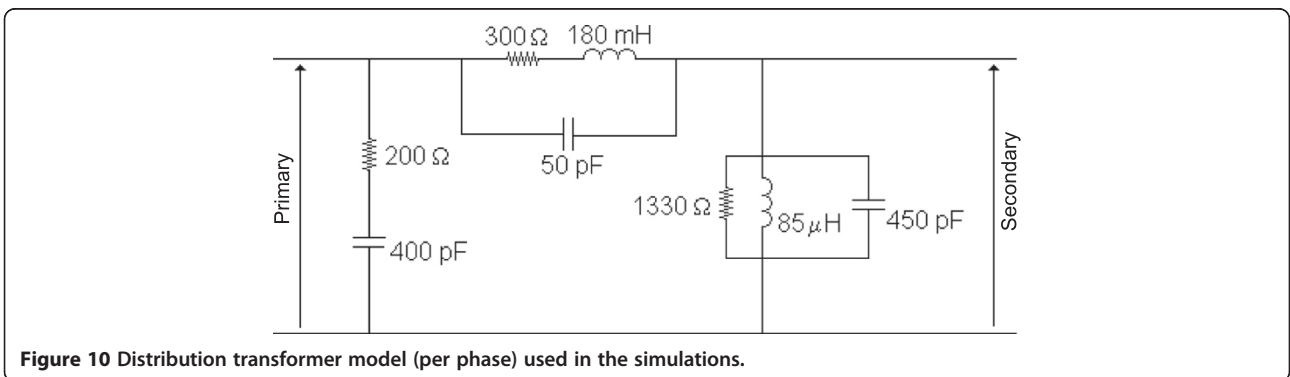 300 Ω 180 mH
200 Ω
50 pF
400 pF
1330 Ω
85 μH
450 pF
Primary
Secondary
Figure 10 Distribution transformer model (per phase) used in the simulations.